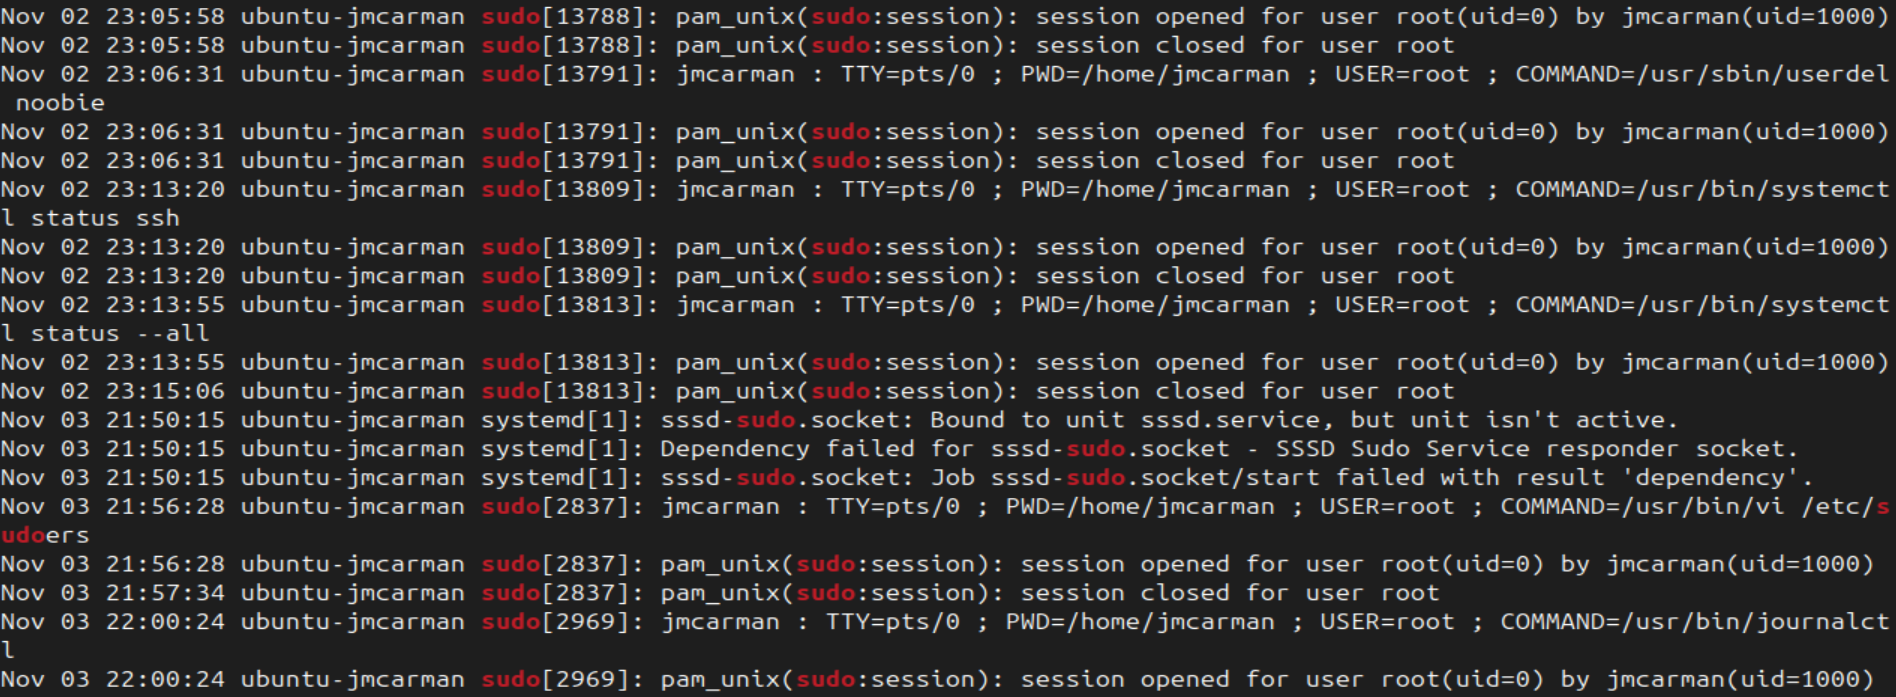 Nov 02 23:05:58 ubuntu-jmcarman sudo[13788]: pam_unix(sudo:session): session opened for user root(uid=0) by jmcarman(uid=1000)
Nov 02 23:05:58 ubuntu-jmcarman sudo[13788]: pam_unix(sudo:session): session closed for user root
Nov 02 23:06:31 ubuntu-jmcarman sudo[13791]: jmcarman : TTY=pts/0 ; PWD=/home/jmcarman ; USER=root ; COMMAND=/usr/sbin/userdel
 noobie
Nov 02 23:06:31 ubuntu-jmcarman sudo[13791]: pam_unix(sudo:session): session opened for user root(uid=0) by jmcarman(uid=1000)
Nov 02 23:06:31 ubuntu-jmcarman sudo[13791]: pam_unix(sudo:session): session closed for user root
Nov 02 23:13:20 ubuntu-jmcarman sudo[13809]: jmcarman : TTY=pts/0 ; PWD=/home/jmcarman ; USER=root ; COMMAND=/usr/bin/systemct
l status ssh
Nov 02 23:13:20 ubuntu-jmcarman sudo[13809]: pam_unix(sudo:session): session opened for user root(uid=0) by jmcarman(uid=1000)
Nov 02 23:13:20 ubuntu-jmcarman sudo[13809]: pam_unix(sudo:session): session closed for user root
Nov 02 23:13:55 ubuntu-jmcarman sudo[13813]: jmcarman : TTY=pts/0 ; PWD=/home/jmcarman ; USER=root ; COMMAND=/usr/bin/systemct
l status --all
Nov 02 23:13:55 ubuntu-jmcarman sudo[13813]: pam_unix(sudo:session): session opened for user root(uid=0) by jmcarman(uid=1000)
Nov 02 23:15:06 ubuntu-jmcarman sudo[13813]: pam_unix(sudo:session): session closed for user root
Nov 03 21:50:15 ubuntu-jmcarman systemd[1]: sssd-sudo.socket: Bound to unit sssd.service, but unit isn't active.
Nov 03 21:50:15 ubuntu-jmcarman systemd[1]: Dependency failed for sssd-sudo.socket - SSSD Sudo Service responder socket.
Nov 03 21:50:15 ubuntu-jmcarman systemd[1]: sssd-sudo.socket: Job sssd-sudo.socket/start failed with result 'dependency'.
Nov 03 21:56:28 ubuntu-jmcarman sudo[2837]: jmcarman : TTY=pts/0 ; PWD=/home/jmcarman ; USER=root ; COMMAND=/usr/bin/vi /etc/s
udoers
Nov 03 21:56:28 ubuntu-jmcarman sudo[2837]: pam_unix(sudo:session): session opened for user root(uid=0) by jmcarman(uid=1000)
Nov 03 21:57:34 ubuntu-jmcarman sudo[2837]: pam_unix(sudo:session): session closed for user root
Nov 03 22:00:24 ubuntu-jmcarman sudo[2969]: jmcarman : TTY=pts/0 ; PWD=/home/jmcarman ; USER=root ; COMMAND=/usr/bin/journalct
l
Nov 03 22:00:24 ubuntu-jmcarman sudo[2969]: pam_unix(sudo:session): session opened for user root(uid=0) by jmcarman(uid=1000)